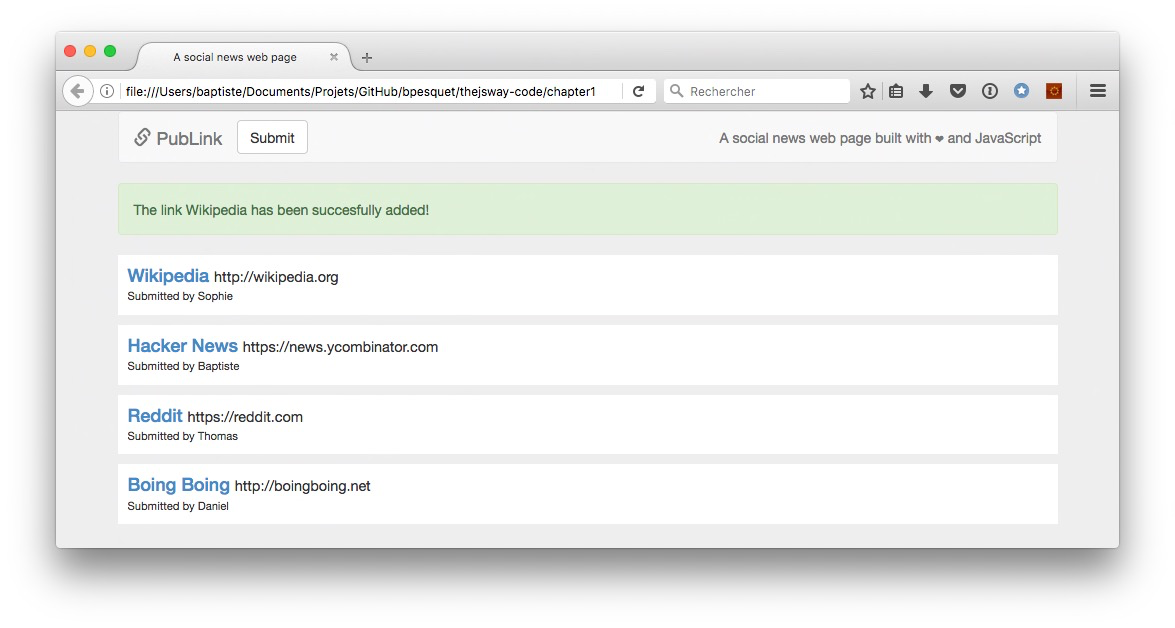 A social news web page
file:///Users/baptiste/Documents/Projets/GitHub/bpesquet/thejsway-code/chapter1
Rechercher
PubLink
Submit
A social news web page built with ❤ and JavaScript
The link Wikipedia has been succesfully added!
Wikipedia http://wikipedia.org
Submitted by Sophie
Hacker News https://news.ycombinator.com
Submitted by Baptiste
Reddit https://reddit.com
Submitted by Thomas
Boing Boing http://boingboing.net
Submitted by Daniel